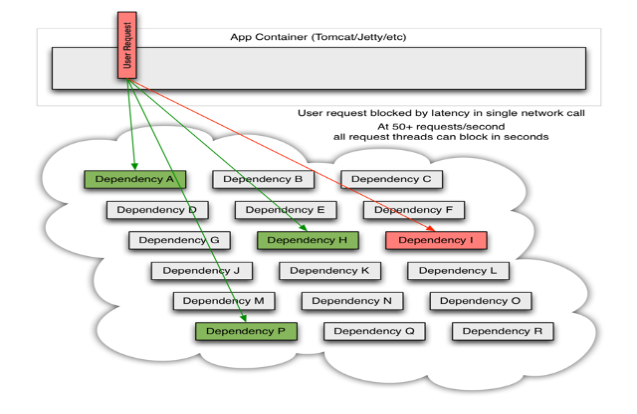 User Request
App Container (Tomcat/Jetty/etc)
User request blocked by latency in single network call
At 50+ requests/second
all request threads can block in seconds
Dependency A
Dependency B
Dependency C
Dependency D
Dependency E
Dependency F
Dependency G
Dependency H
Dependency I
Dependency J
Dependency K
Dependency L
Dependency M
Dependency N
Dependency O
Dependency P
Dependency Q
Dependency R